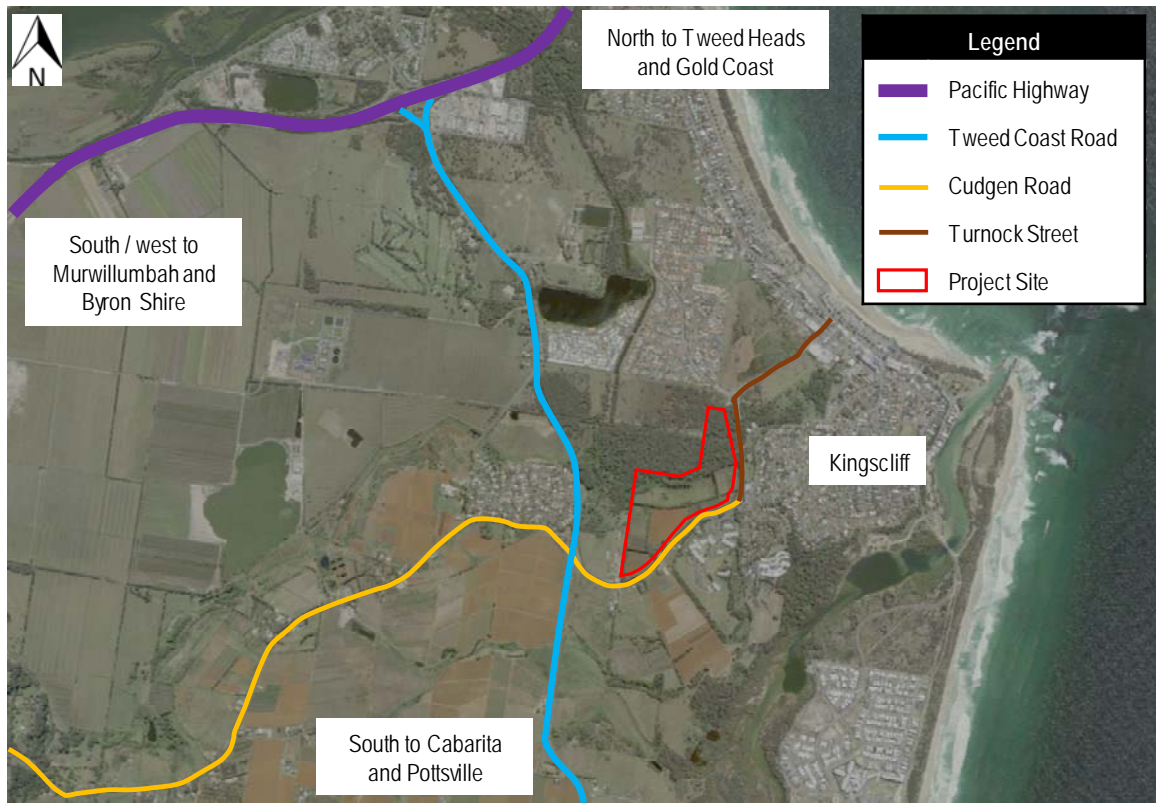 N
North to Tweed Heads
and Gold Coast
Legend
Pacific Highway
Tweed Coast Road
Cudgen Road
Turnock Street
Project Site
South / west to
Murwillumbah and
Byron Shire
Kingscliff
South to Cabarita
and Pottsville